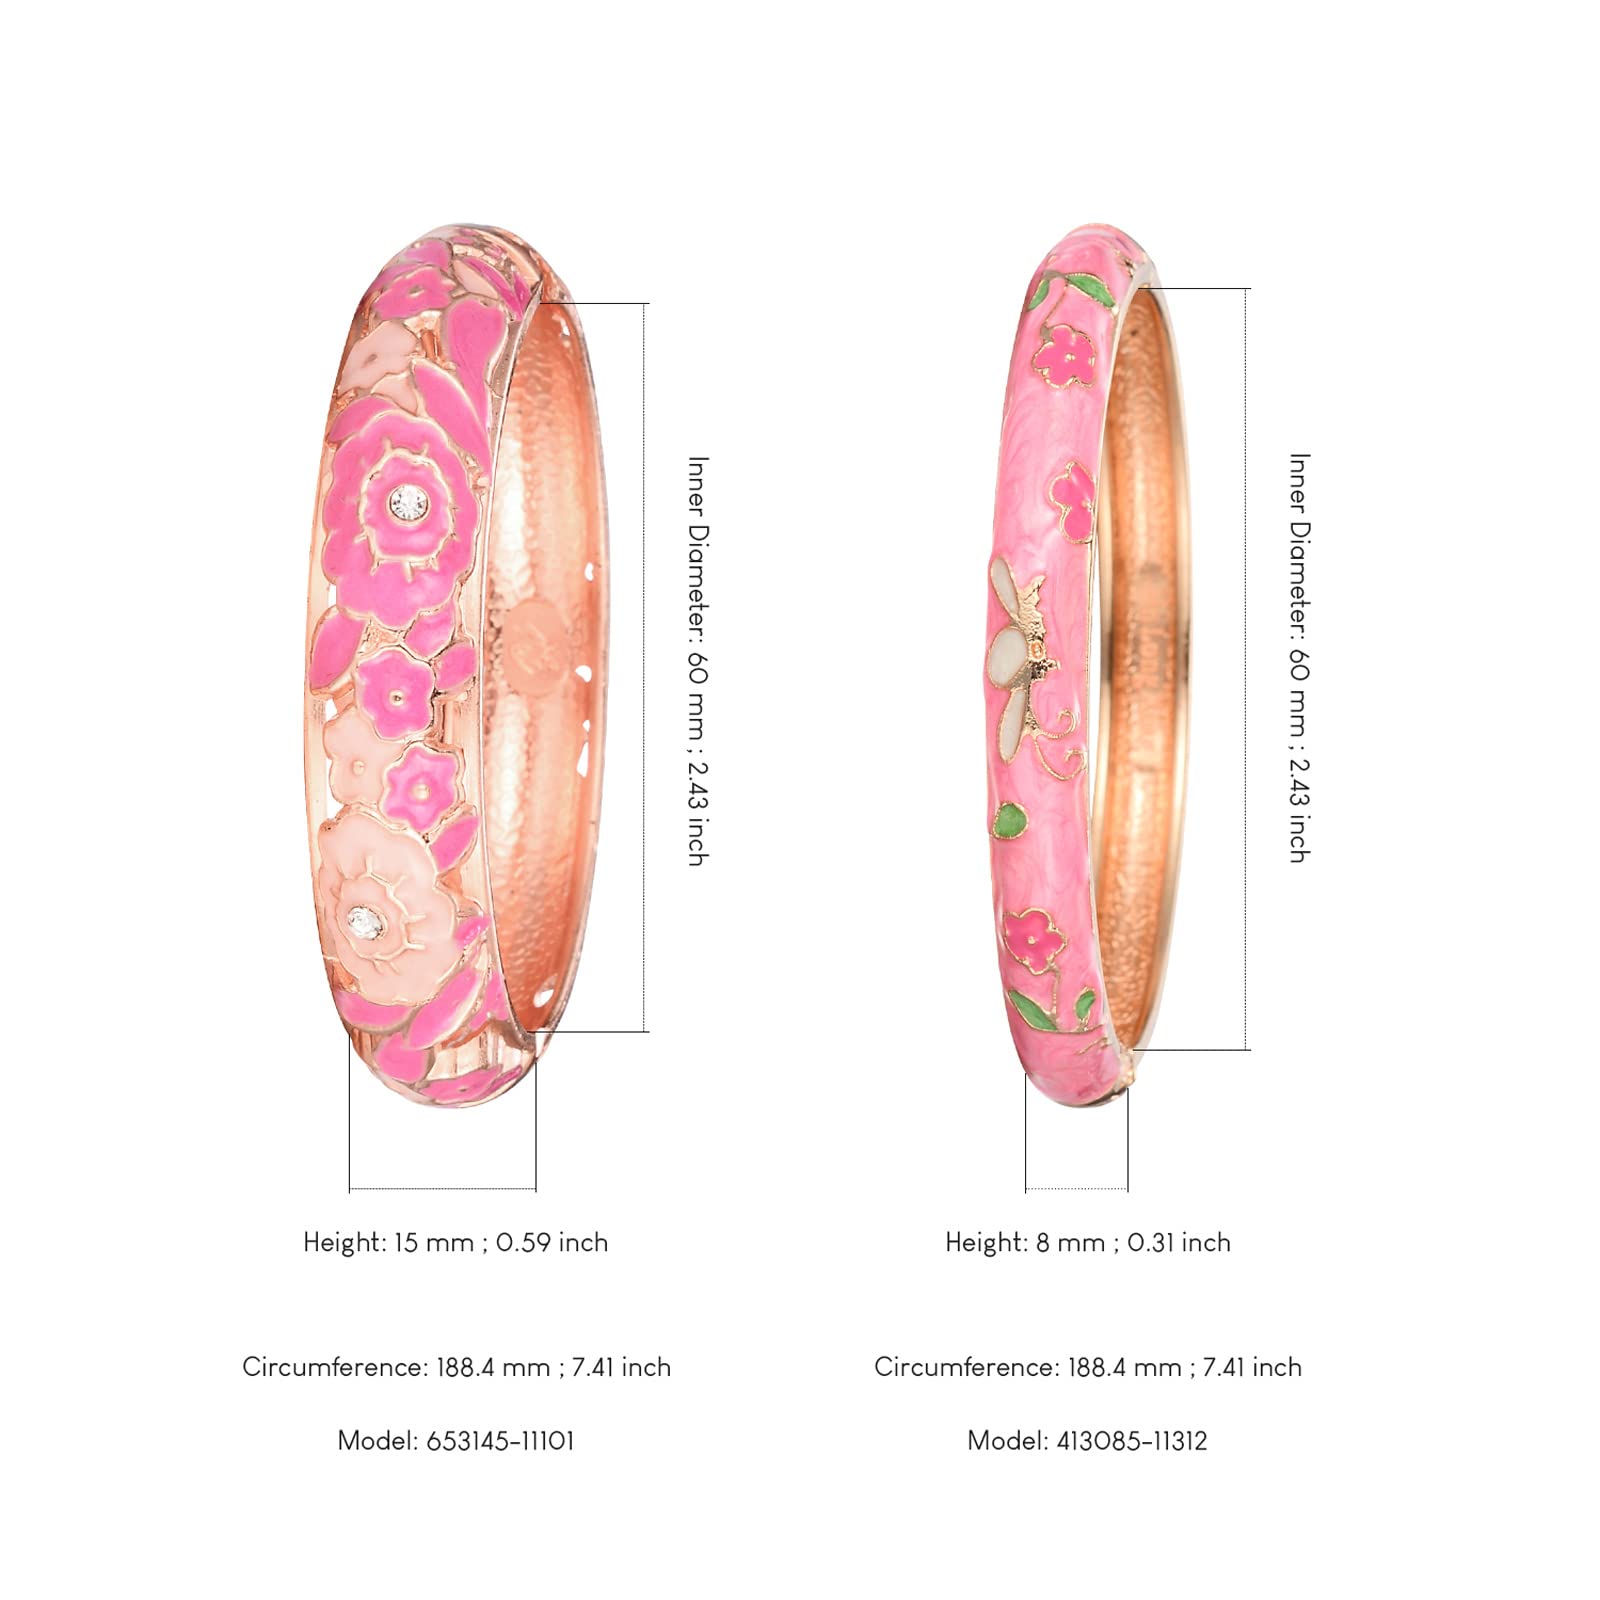 Inner Diameter: 60 mm ; 2.43 inch
Height: 15 mm ; 0.59 inch
Circumference: 188.4 mm ; 7.41 inch
Model: 653145-11101
Inner Diameter: 60 mm ; 2.43 inch
Height: 8 mm ; 0.31 inch
Circumference: 188.4 mm ; 7.41 inch
Model: 413085-11312